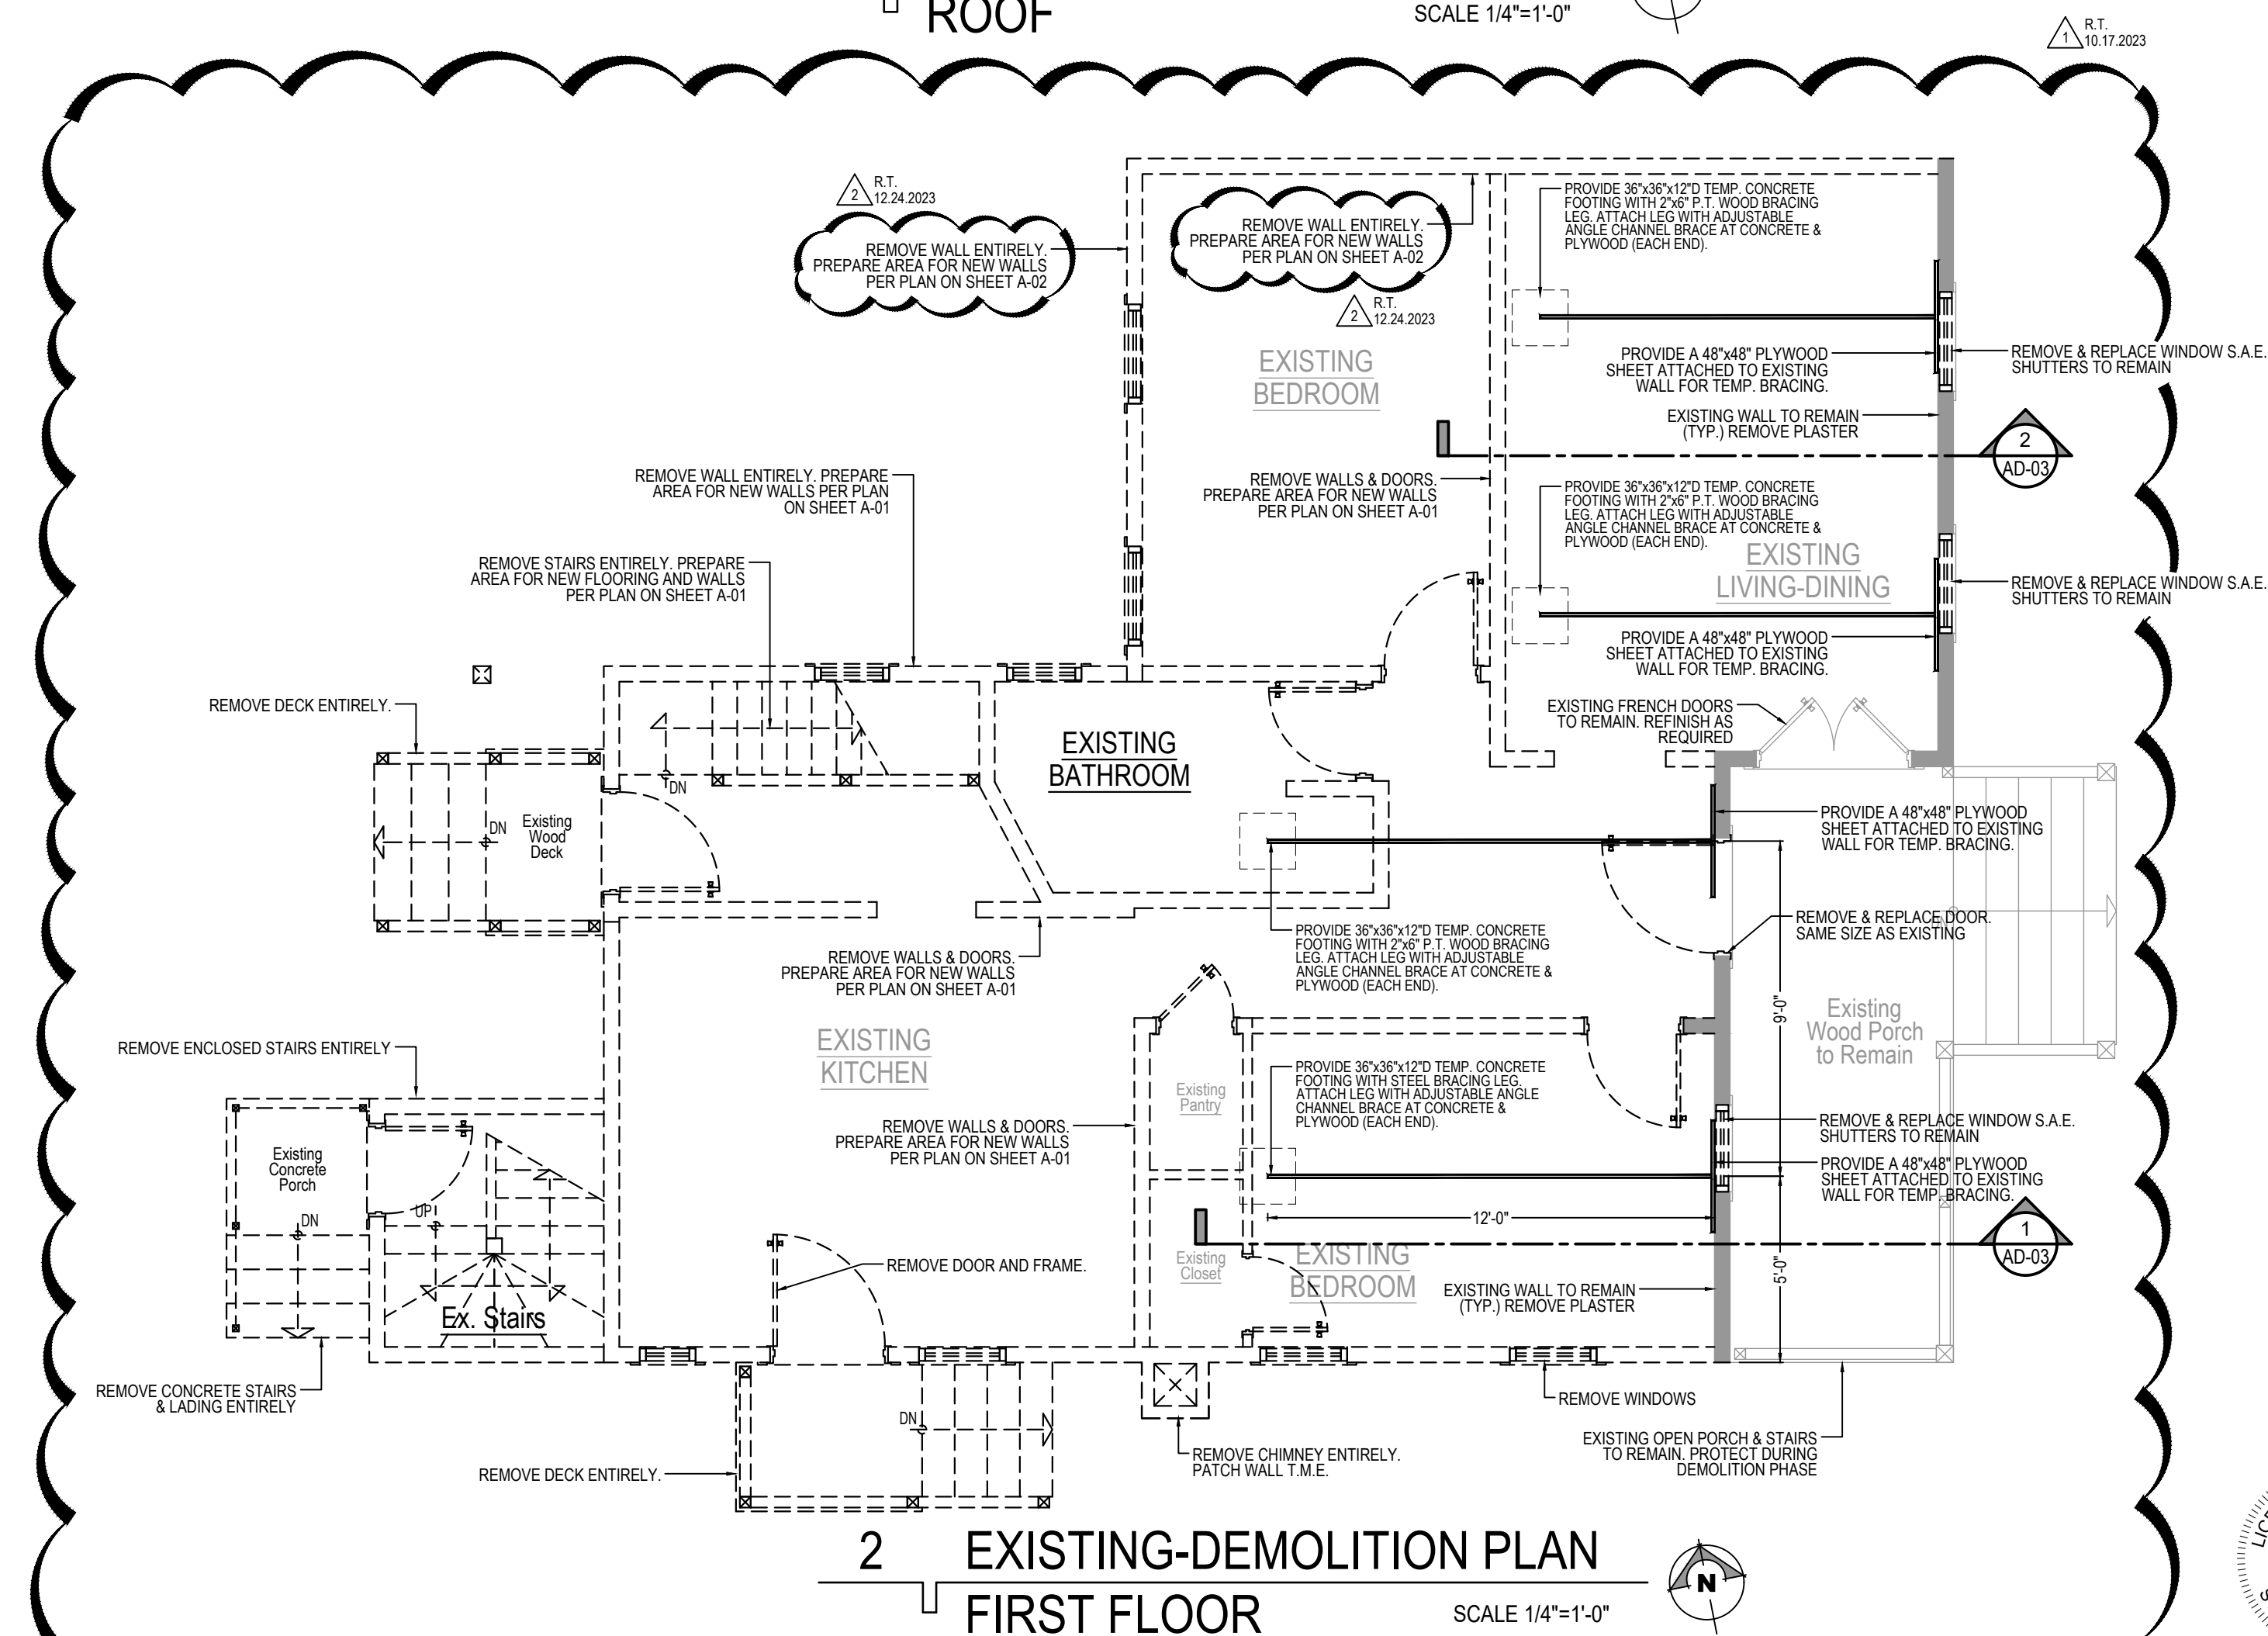 ROOF
SCALE 1/4"=1'-0"
1
R.T.
10.17.2023
2
R.T.
12.24.2023
REMOVE WALL ENTIRELY.
PREPARE AREA FOR NEW WALLS
PER PLAN ON SHEET A-02
REMOVE WALL ENTIRELY.
PREPARE AREA FOR NEW WALLS
PER PLAN ON SHEET A-02
2
R.T.
12.24.2023
PROVIDE 36"x36"x12"D TEMP. CONCRETE
FOOTING WITH 2"x6" P.T. WOOD BRACING
LEG. ATTACH LEG WITH ADJUSTABLE
ANGLE CHANNEL BRACE AT CONCRETE &
PLYWOOD (EACH END).
EXISTING
BEDROOM
PROVIDE A 48"x48" PLYWOOD
SHEET ATTACHED TO EXISTING
WALL FOR TEMP. BRACING.
REMOVE & REPLACE WINDOW S.A.E.
SHUTTERS TO REMAIN
EXISTING WALL TO REMAIN
(TYP.) REMOVE PLASTER
2
AD-03
REMOVE WALL ENTIRELY. PREPARE
AREA FOR NEW WALLS PER PLAN
ON SHEET A-01
REMOVE WALLS & DOORS.
PREPARE AREA FOR NEW WALLS
PER PLAN ON SHEET A-01
PROVIDE 36"x36"x12"D TEMP. CONCRETE
FOOTING WITH 2"x6" P.T. WOOD BRACING
LEG. ATTACH LEG WITH ADJUSTABLE
ANGLE CHANNEL BRACE AT CONCRETE &
PLYWOOD (EACH END).
EXISTING
LIVING-DINING
REMOVE STAIRS ENTIRELY. PREPARE
AREA FOR NEW FLOORING AND WALLS
PER PLAN ON SHEET A-01
REMOVE & REPLACE WINDOW S.A.E.
SHUTTERS TO REMAIN
PROVIDE A 48"x48" PLYWOOD
SHEET ATTACHED TO EXISTING
WALL FOR TEMP. BRACING.
REMOVE DECK ENTIRELY.
EXISTING FRENCH DOORS
TO REMAIN. REFINISH AS
REQUIRED
EXISTING
BATHROOM
DN
DN
Existing
Wood
Deck
PROVIDE A 48"x48" PLYWOOD
SHEET ATTACHED TO EXISTING
WALL FOR TEMP. BRACING.
REMOVE & REPLACE DOOR.
SAME SIZE AS EXISTING
REMOVE WALLS & DOORS.
PREPARE AREA FOR NEW WALLS
PER PLAN ON SHEET A-01
PROVIDE 36"x36"x12"D TEMP. CONCRETE
FOOTING WITH 2"x6" P.T. WOOD BRACING
LEG. ATTACH LEG WITH ADJUSTABLE
ANGLE CHANNEL BRACE AT CONCRETE &
PLYWOOD (EACH END).
9'-0"
Existing
Wood Porch
to Remain
EXISTING
KITCHEN
REMOVE ENCLOSED STAIRS ENTIRELY
Existing
Pantry
PROVIDE 36"x36"x12"D TEMP. CONCRETE
FOOTING WITH STEEL BRACING LEG.
ATTACH LEG WITH ADJUSTABLE ANGLE
CHANNEL BRACE AT CONCRETE &
PLYWOOD (EACH END).
REMOVE WALLS & DOORS.
PREPARE AREA FOR NEW WALLS
PER PLAN ON SHEET A-01
REMOVE & REPLACE WINDOW S.A.E.
SHUTTERS TO REMAIN
PROVIDE A 48"x48" PLYWOOD
SHEET ATTACHED TO EXISTING
WALL FOR TEMP. BRACING.
Existing
Concrete
Porch
DN
UP
12'-0"
1
AD-03
Existing
Closet
EXISTING
BEDROOM
REMOVE DOOR AND FRAME.
5'-0"
EXISTING WALL TO REMAIN
(TYP.) REMOVE PLASTER
Ex. Stairs
REMOVE CONCRETE STAIRS
& LADING ENTIRELY
REMOVE WINDOWS
DN
REMOVE DECK ENTIRELY.
REMOVE CHIMNEY ENTIRELY.
PATCH WALL T.M.E.
EXISTING OPEN PORCH & STAIRS
TO REMAIN. PROTECT DURING
DEMOLITION PHASE
2
EXISTING-DEMOLITION PLAN
FIRST FLOOR
SCALE 1/4"=1'-0"
N